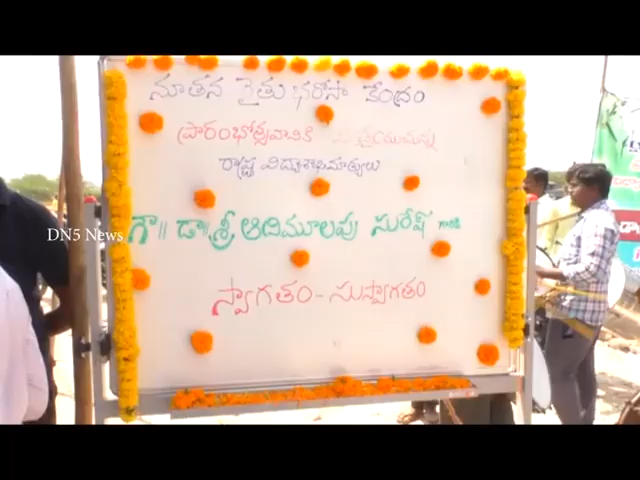 నూతన రైతు భరోసా కేంద్రం
ప్రారంభోత్సవానికి
రాష్ట్ర విద్యాశాఖామాత్యులు
గౌ|| డా|| శ్రీ ఆదిమూలపు సురేష్ గారికి
స్వాగతం - సుస్వాగతం
DN5 News